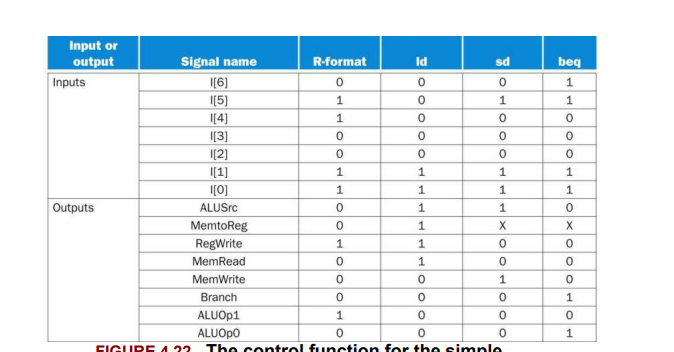 Input or output Signal name R-format ld sd beq
Inputs I[6] 0 0 0 1
I[5] 1 0 1 1
I[4] 1 0 0 0
I[3] 0 0 0 0
I[2] 0 0 0 0
I[1] 1 1 1 1
I[0] 1 1 1 1
Outputs ALUSrc 0 1 1 0
MemtoReg 0 1 X X
RegWrite 1 1 0 0
MemRead 0 1 0 0
MemWrite 0 0 1 0
Branch 0 0 0 1
ALUOp1 1 0 0 0
ALUOp0 0 0 0 1
FIGURE 4.22 The control function for the simple